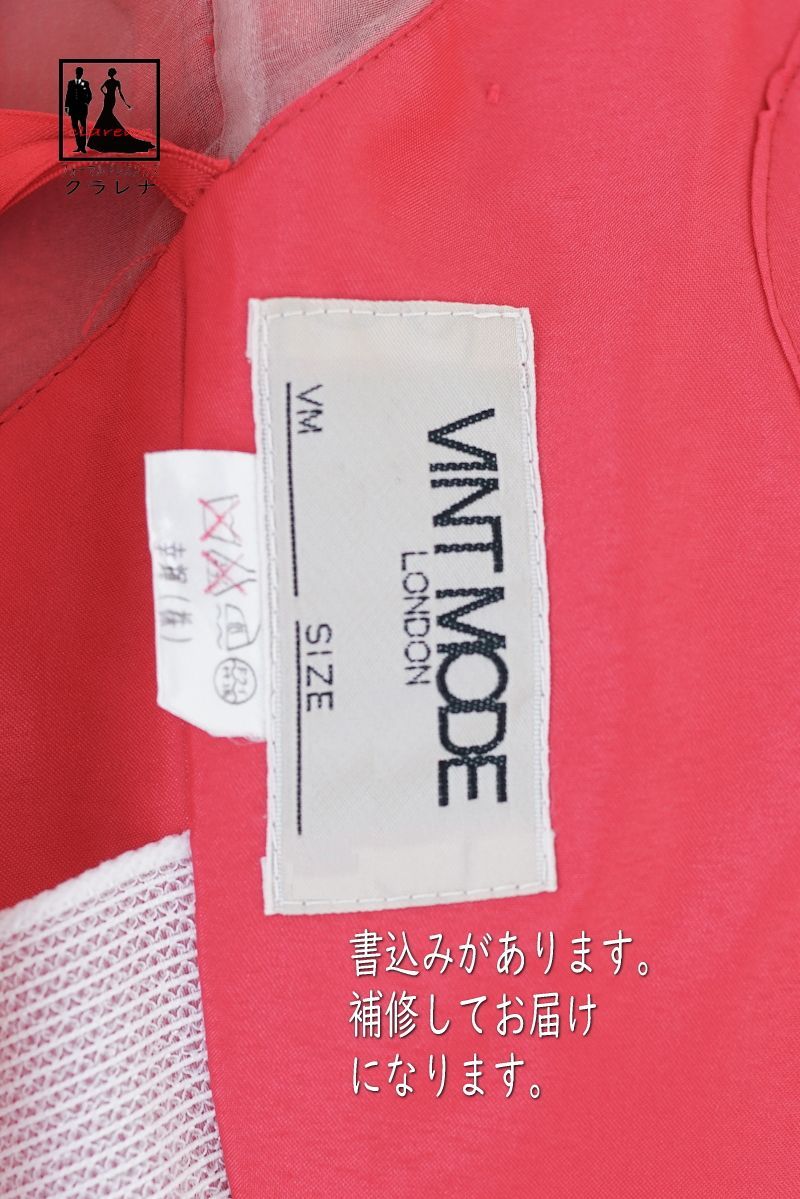 clarena
クラレナ
VINT MODE
LONDON
VM
SIZE
書込みがあります。
補修してお届け
になります。